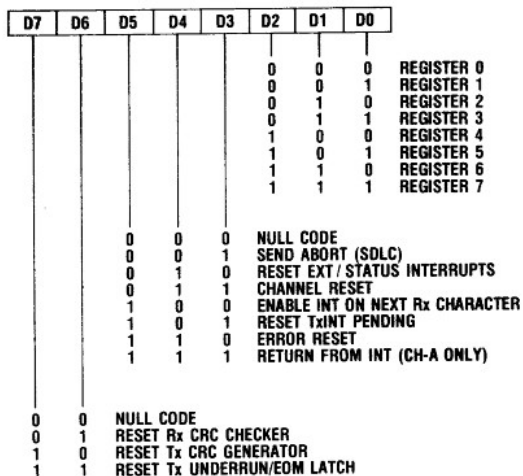 D7 D6 D5 D4 D3 D2 D1 D0
0 0 0 REGISTER 0
0 0 1 REGISTER 1
0 1 0 REGISTER 2
0 1 1 REGISTER 3
1 0 0 REGISTER 4
1 0 1 REGISTER 5
1 1 0 REGISTER 6
1 1 1 REGISTER 7
0 0 0 NULL CODE
0 0 1 SEND ABORT (SDLC)
0 1 0 RESET EXT / STATUS INTERRUPTS
0 1 1 CHANNEL RESET
1 0 0 ENABLE INT ON NEXT Rx CHARACTER
1 0 1 RESET TxINT PENDING
1 1 0 ERROR RESET
1 1 1 RETURN FROM INT (CH-A ONLY)
0 0 NULL CODE
0 1 RESET Rx CRC CHECKER
1 0 RESET Tx CRC GENERATOR
1 1 RESET Tx UNDERRUN/EOM LATCH